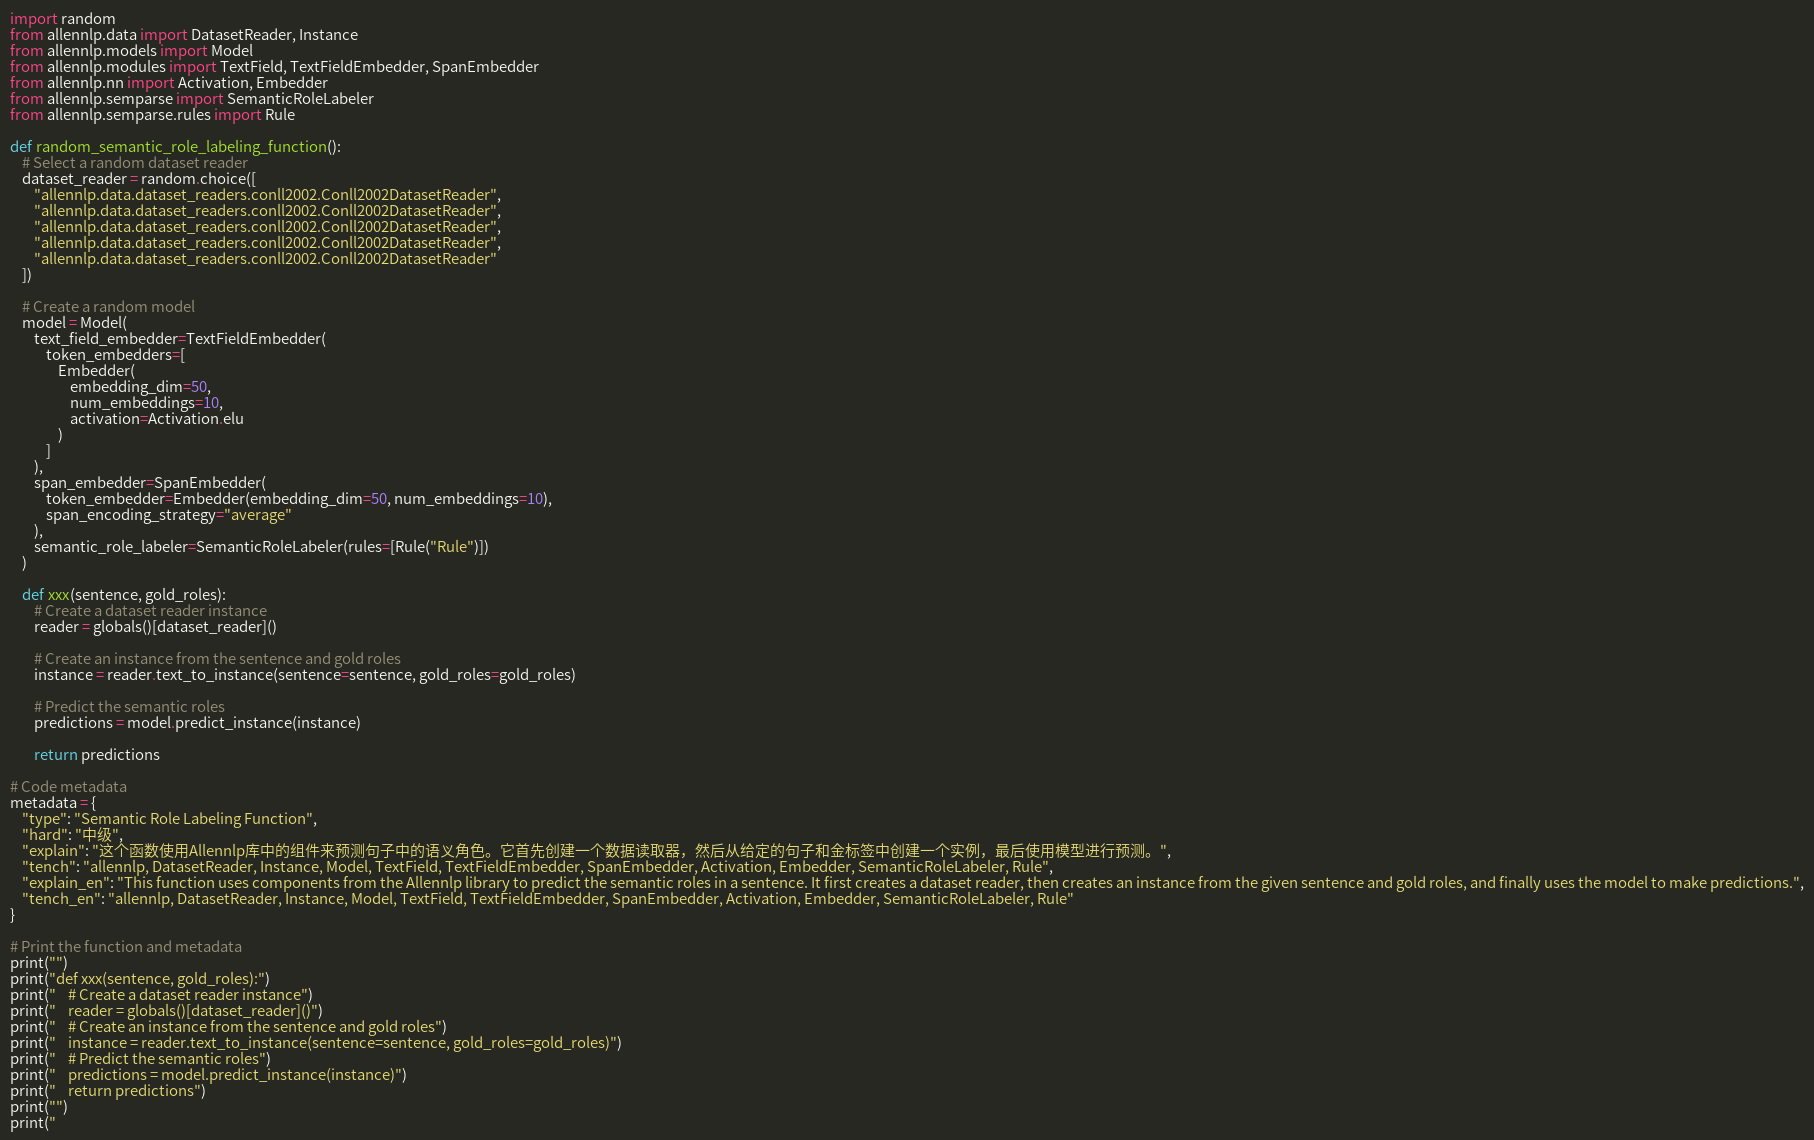 import random
from allennlp.data import DatasetReader, Instance
from allennlp.models import Model
from allennlp.modules import TextField, TextFieldEmbedder, SpanEmbedder
from allennlp.nn import Activation, Embedder
from allennlp.semparse import SemanticRoleLabeler
from allennlp.semparse.rules import Rule

def random_semantic_role_labeling_function():
    # Select a random dataset reader
    dataset_reader = random.choice([
        "allennlp.data.dataset_readers.conll2002.Conll2002DatasetReader",
        "allennlp.data.dataset_readers.conll2002.Conll2002DatasetReader",
        "allennlp.data.dataset_readers.conll2002.Conll2002DatasetReader",
        "allennlp.data.dataset_readers.conll2002.Conll2002DatasetReader",
        "allennlp.data.dataset_readers.conll2002.Conll2002DatasetReader"
    ])

    # Create a random model
    model = Model(
        text_field_embedder=TextFieldEmbedder(
            token_embedders=[
                Embedder(
                    embedding_dim=50,
                    num_embeddings=10,
                    activation=Activation.elu
                )
            ]
        ),
        span_embedder=SpanEmbedder(
            token_embedder=Embedder(embedding_dim=50, num_embeddings=10),
            span_encoding_strategy="average"
        ),
        semantic_role_labeler=SemanticRoleLabeler(rules=[Rule("Rule")])
    )

    def xxx(sentence, gold_roles):
        # Create a dataset reader instance
        reader = globals()[dataset_reader]()

        # Create an instance from the sentence and gold roles
        instance = reader.text_to_instance(sentence=sentence, gold_roles=gold_roles)

        # Predict the semantic roles
        predictions = model.predict_instance(instance)

        return predictions

# Code metadata
metadata = {
    "type": "Semantic Role Labeling Function",
    "hard": "中级",
    "explain": "这个函数使用Allennlp库中的组件来预测句子中的语义角色。它首先创建一个数据读取器，然后从给定的句子和金标签中创建一个实例，最后使用模型进行预测。",
    "tench": "allennlp, DatasetReader, Instance, Model, TextField, TextFieldEmbedder, SpanEmbedder, Activation, Embedder, SemanticRoleLabeler, Rule",
    "explain_en": "This function uses components from the Allennlp library to predict the semantic roles in a sentence. It first creates a dataset reader, then creates an instance from the given sentence and gold roles, and finally uses the model to make predictions.",
    "tench_en": "allennlp, DatasetReader, Instance, Model, TextField, TextFieldEmbedder, SpanEmbedder, Activation, Embedder, SemanticRoleLabeler, Rule"
}

# Print the function and metadata
print("")
print("def xxx(sentence, gold_roles):")
print("    # Create a dataset reader instance")
print("    reader = globals()[dataset_reader]()")
print("    # Create an instance from the sentence and gold roles")
print("    instance = reader.text_to_instance(sentence=sentence, gold_roles=gold_roles)")
print("    # Predict the semantic roles")
print("    predictions = model.predict_instance(instance)")
print("    return predictions")
print("")
print("